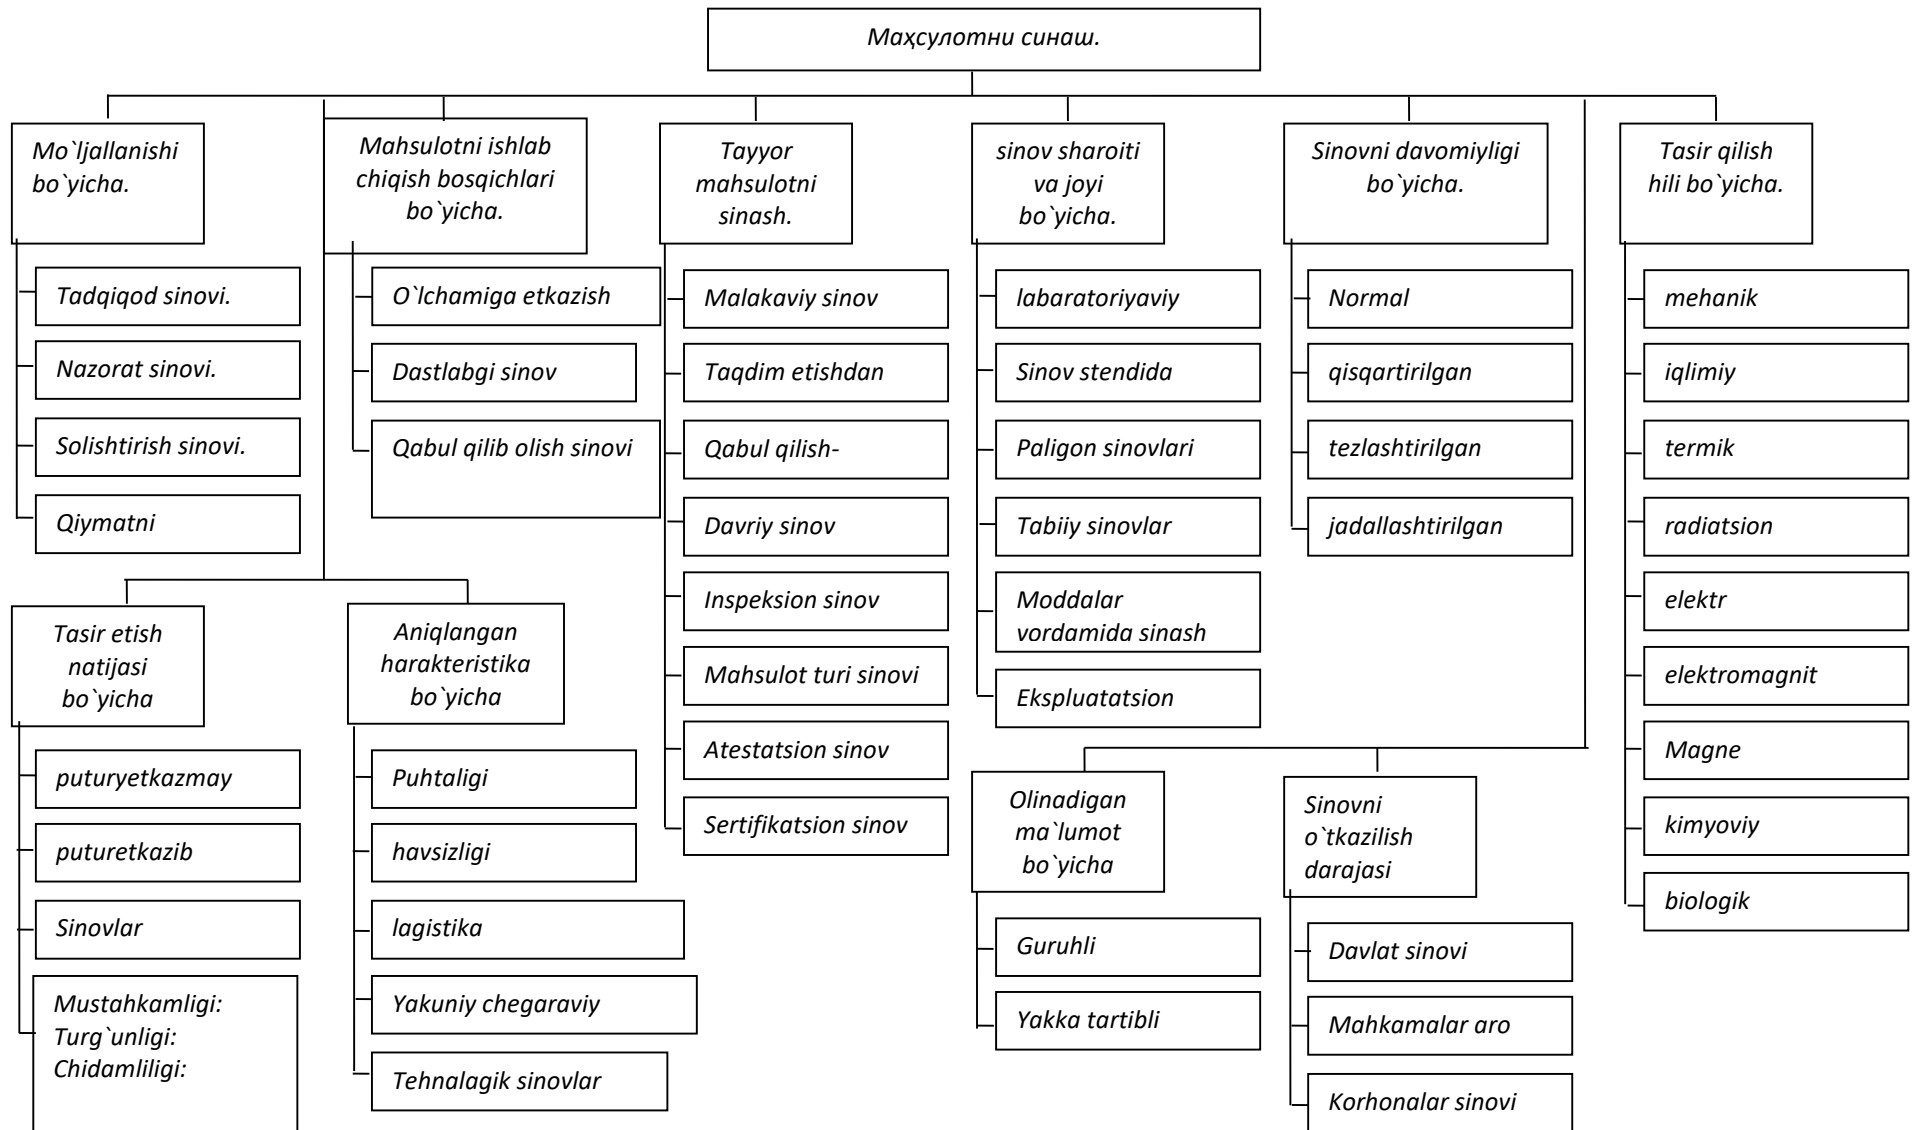 Маҳсулотни синаш.
Mo`ljallanishi
bo`yicha.
Tadqiqod sinovi.
Nazorat sinovi.
Solishtirish sinovi.
Qiymatni
Mahsulotni ishlab
chiqish bosqichlari
bo`yicha.
O`lchamiga etkazish
Dastlabgi sinov
Qabul qilib olish sinovi
Tayyor
mahsulotni
sinash.
Malakaviy sinov
Taqdim etishdan
Qabul qilish-
Davriy sinov
Inspeksion sinov
Mahsulot turi sinovi
Atestatsion sinov
Sertifikatsion sinov
sinov sharoiti
va joyi
bo`yicha.
labaratoriyaviy
Sinov stendida
Paligon sinovlari
Tabiiy sinovlar
Moddalar
vordamida sinash
Ekspluatatsion
Sinovni davomiyligi
bo`yicha.
Normal
qisqartirilgan
tezlashtirilgan
jadallashtirilgan
Tasir qilish
hili bo`yicha.
mehanik
iqlimiy
termik
radiatsion
elektr
elektromagnit
Magne
kimyoviy
biologik
Tasir etish
natijasi
bo`yicha
puturyetkazmay
puturetkazib
Sinovlar
Mustahkamligi:
Turg`unligi:
Chidamliligi:
Aniqlangan
harakteristika
bo`yicha
Puhtaligi
havsizligi
lagistika
Yakuniy chegaraviy
Tehnalagik sinovlar
Olinadigan
ma`lumot
bo`yicha
Guruhli
Yakka tartibli
Sinovni
o`tkazilish
darajasi
Davlat sinovi
Mahkamalar aro
Korhonalar sinovi